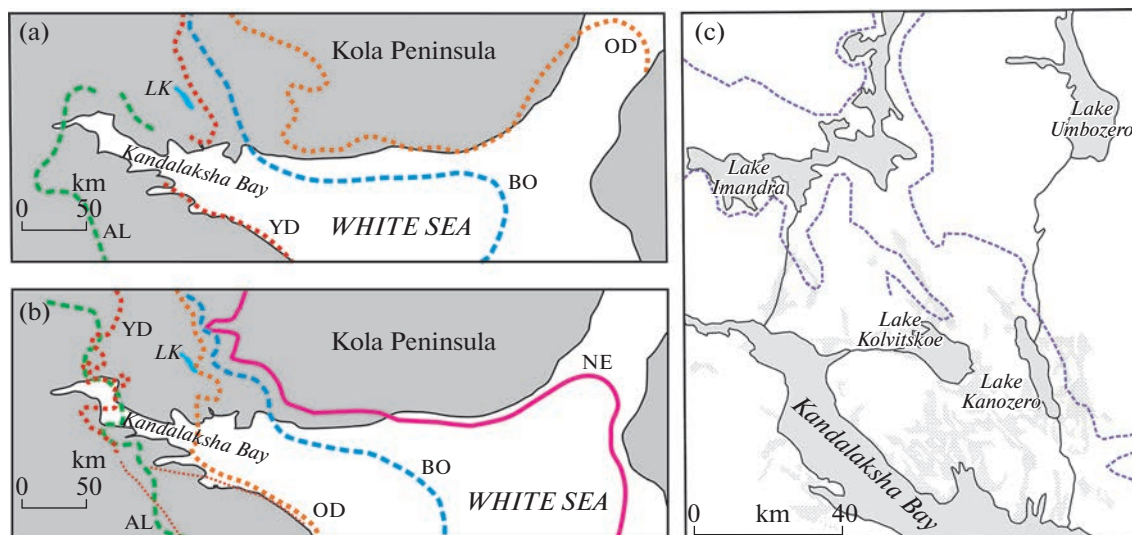 (a)
Kola Peninsula
OD
LK
Kandalaksha Bay
km
0 50
BO
WHITE SEA
YD
AL
(b)
YD
Kola Peninsula
LK
NE
Kandalaksha Bay
km
0 50
BO
WHITE SEA
OD
AL
(c)
Lake
Umbozero
Lake
Imandra
Lake
Kolvitskoe
Lake
Kanozero
Kandalaksha Bay
0 km 40